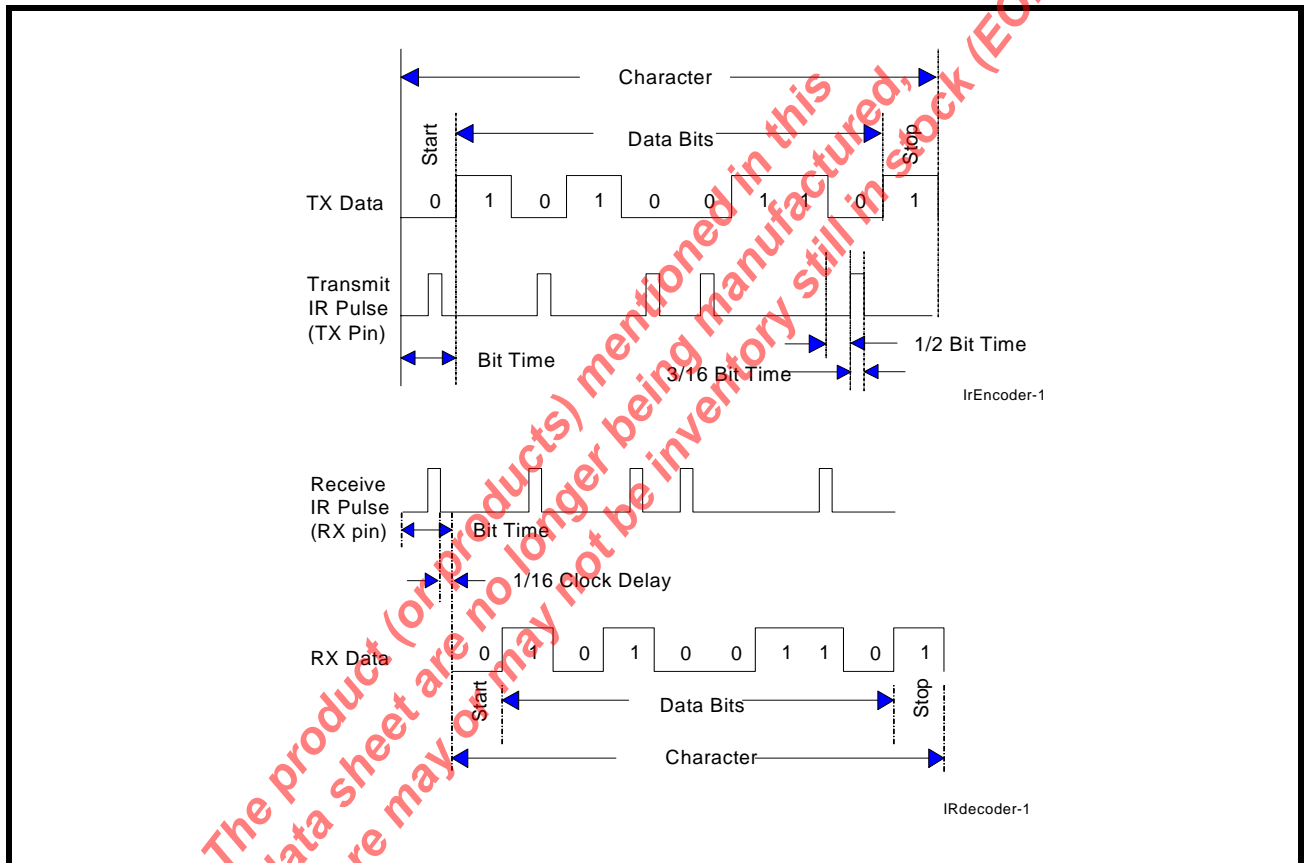 Character
Start
Data Bits
Stop
TX Data
0 1 0 1 0 0 1 1 0 1
Transmit
IR Pulse
(TX Pin)
Bit Time
1/2 Bit Time
3/16 Bit Time
IrEncoder-1
Receive
IR Pulse
(RX pin)
Bit Time
1/16 Clock Delay
RX Data
0 1 0 1 0 0 1 1 0 1
Start
Data Bits
Stop
Character
IRdecoder-1
The product (or products) mentioned in this
data sheet are no longer being manufactured,
re may or may not be inventory still in stock